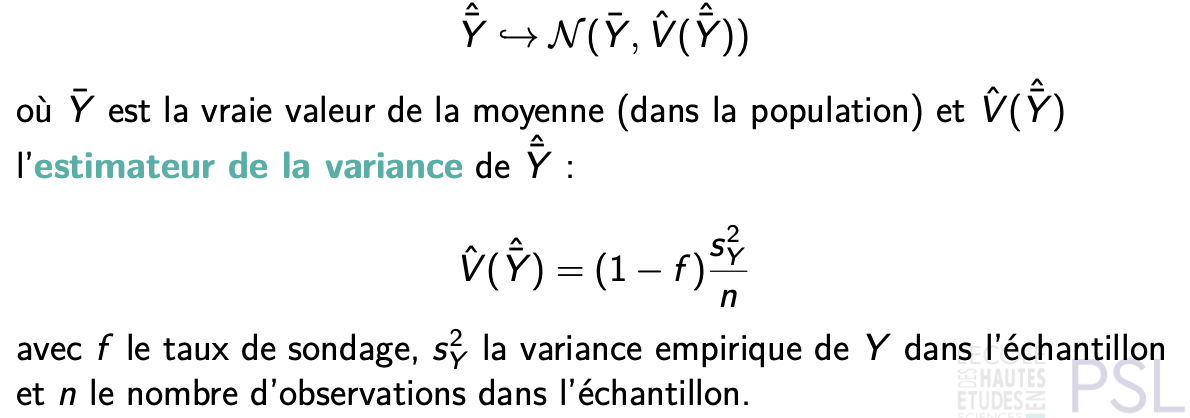 $\hat{\bar{Y}} \hookrightarrow \mathcal{N}(\bar{Y}, \hat{V}(\hat{\bar{Y}}))$
où $\bar{Y}$ est la vraie valeur de la moyenne (dans la population) et $\hat{V}(\hat{\bar{Y}})$
l'estimateur de la variance de $\hat{\bar{Y}}$ :
$\hat{V}(\hat{\bar{Y}}) = (1 - f)\frac{s_Y^2}{n}$
avec $f$ le taux de sondage, $s_Y^2$ la variance empirique de $Y$ dans l'échantillon
et $n$ le nombre d'observations dans l'échantillon.
ÉCOLE
DES HAUTES
ETUDES EN
SCIENCES
PSL